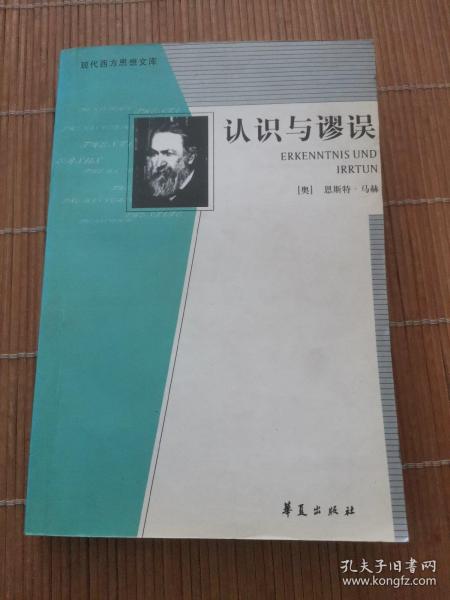 现代西方思想文库
认识与谬误
ERKENNTNIS UND
IRRTUN
[奥] 恩斯特·马赫
华夏出版社
孔夫子旧书网
www.kongfz.com